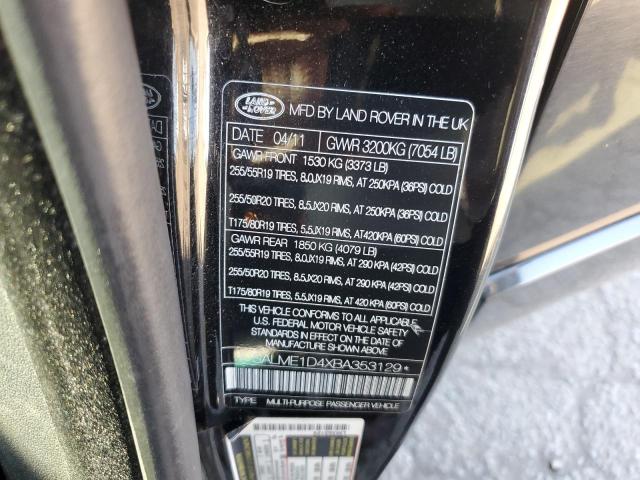 LAND ROVER
MFD BY LAND ROVER IN THE UK
DATE 04/11 GWR 3200KG (7054 LB)
GAWR FRONT 1530 KG (3373 LB)
255/55R19 TIRES, 8.0JX19 RIMS, AT 250KPA (36PSI) COLD
255/50R20 TIRES, 8.5JX20 RIMS, AT 250KPA (36PSI) COLD
T175/80R19 TIRES, 5.5JX19 RIMS, AT420KPA (60PSI) COLD
GAWR REAR 1850 KG (4079 LB)
255/55R19 TIRES, 8.0JX19 RIMS, AT 290 KPA (42PSI) COLD
255/50R20 TIRES, 8.5JX20 RIMS, AT 290 KPA (42PSI) COLD
T175/80R19 TIRES, 5.5JX19 RIMS, AT 420 KPA (60PSI) COLD
THIS VEHICLE CONFORMS TO ALL APPLICABLE
U.S. FEDERAL MOTOR VEHICLE SAFETY
STANDARDS IN EFFECT ON THE DATE OF
MANUFACTURE SHOWN ABOVE.
SALME1D4XBA353129*
TYPE MULTI-PURPOSE PASSENGER VEHICLE